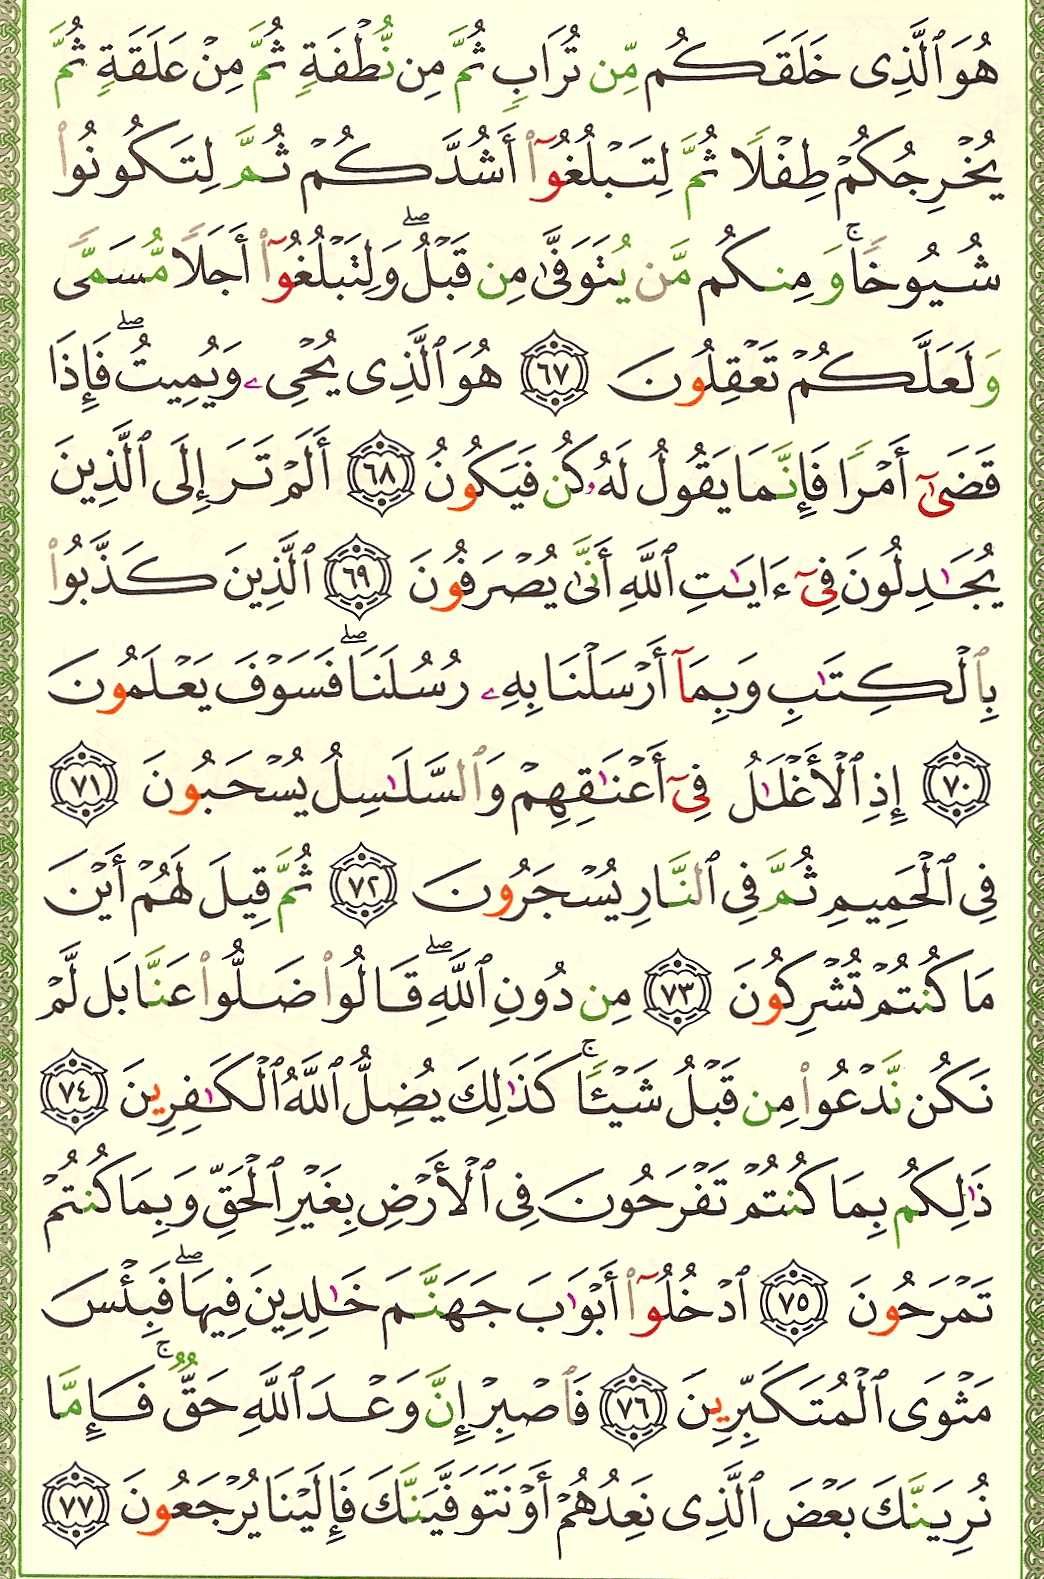 هُوَ ٱلَّذِى خَلَقَكُم مِّن تُرَابٍ ثُمَّ مِن نُّطْفَةٍ ثُمَّ مِنْ عَلَقَةٍ ثُمَّ
يُخْرِجُكُمْ طِفْلًا ثُمَّ لِتَبْلُغُوٓا۟ أَشُدَّكُمْ ثُمَّ لِتَكُونُوا۟
شُيُوخًا ۚ وَمِنكُم مَّن يُتَوَفَّىٰ مِن قَبْلُ ۖ وَلِتَبْلُغُوٓا۟ أَجَلًا مُّسَمًّى
وَلَعَلَّكُمْ تَعْقِلُونَ ٦٧ هُوَ ٱلَّذِى يُحْىِۦ وَيُمِيتُ ۖ فَإِذَا
قَضَىٰٓ أَمْرًا فَإِنَّمَا يَقُولُ لَهُۥ كُن فَيَكُونُ ٦٨ أَلَمْ تَرَ إِلَى ٱلَّذِينَ
يُجَٰدِلُونَ فِىٓ ءَايَٰتِ ٱللَّهِ أَنَّىٰ يُصْرَفُونَ ٦٩ ٱلَّذِينَ كَذَّبُوا۟
بِٱلْكِتَٰبِ وَبِمَآ أَرْسَلْنَا بِهِۦ رُسُلَنَا ۖ فَسَوْفَ يَعْلَمُونَ
٧٠ إِذِ ٱلْأَغْلَٰلُ فِىٓ أَعْنَٰقِهِمْ وَٱلسَّلَٰسِلُ يُسْحَبُونَ ٧١
فِى ٱلْحَمِيمِ ثُمَّ فِى ٱلنَّارِ يُسْجَرُونَ ٧٢ ثُمَّ قِيلَ لَهُمْ أَيْنَ
مَا كُنتُمْ تُشْرِكُونَ ٧٣ مِن دُونِ ٱللَّهِ ۖ قَالُوا۟ ضَلُّوا۟ عَنَّا بَل لَّمْ
نَكُن نَّدْعُوا۟ مِن قَبْلُ شَيْـًٔا ۚ كَذَٰلِكَ يُضِلُّ ٱللَّهُ ٱلْكَٰفِرِينَ ٧٤
ذَٰلِكُم بِمَا كُنتُمْ تَفْرَحُونَ فِى ٱلْأَرْضِ بِغَيْرِ ٱلْحَقِّ وَبِمَا كُنتُمْ
تَمْرَحُونَ ٧٥ ٱدْخُلُوٓا۟ أَبْوَٰبَ جَهَنَّمَ خَٰلِدِينَ فِيهَا ۖ فَبِئْسَ
مَثْوَى ٱلْمُتَكَبِّرِينَ ٧٦ فَٱصْبِرْ إِنَّ وَعْدَ ٱللَّهِ حَقٌّ ۚ فَإِمَّا
نُرِيَنَّكَ بَعْضَ ٱلَّذِى نَعِدُهُمْ أَوْ نَتَوَفَّيَنَّكَ فَإِلَيْنَا يُرْجَعُونَ ٧٧